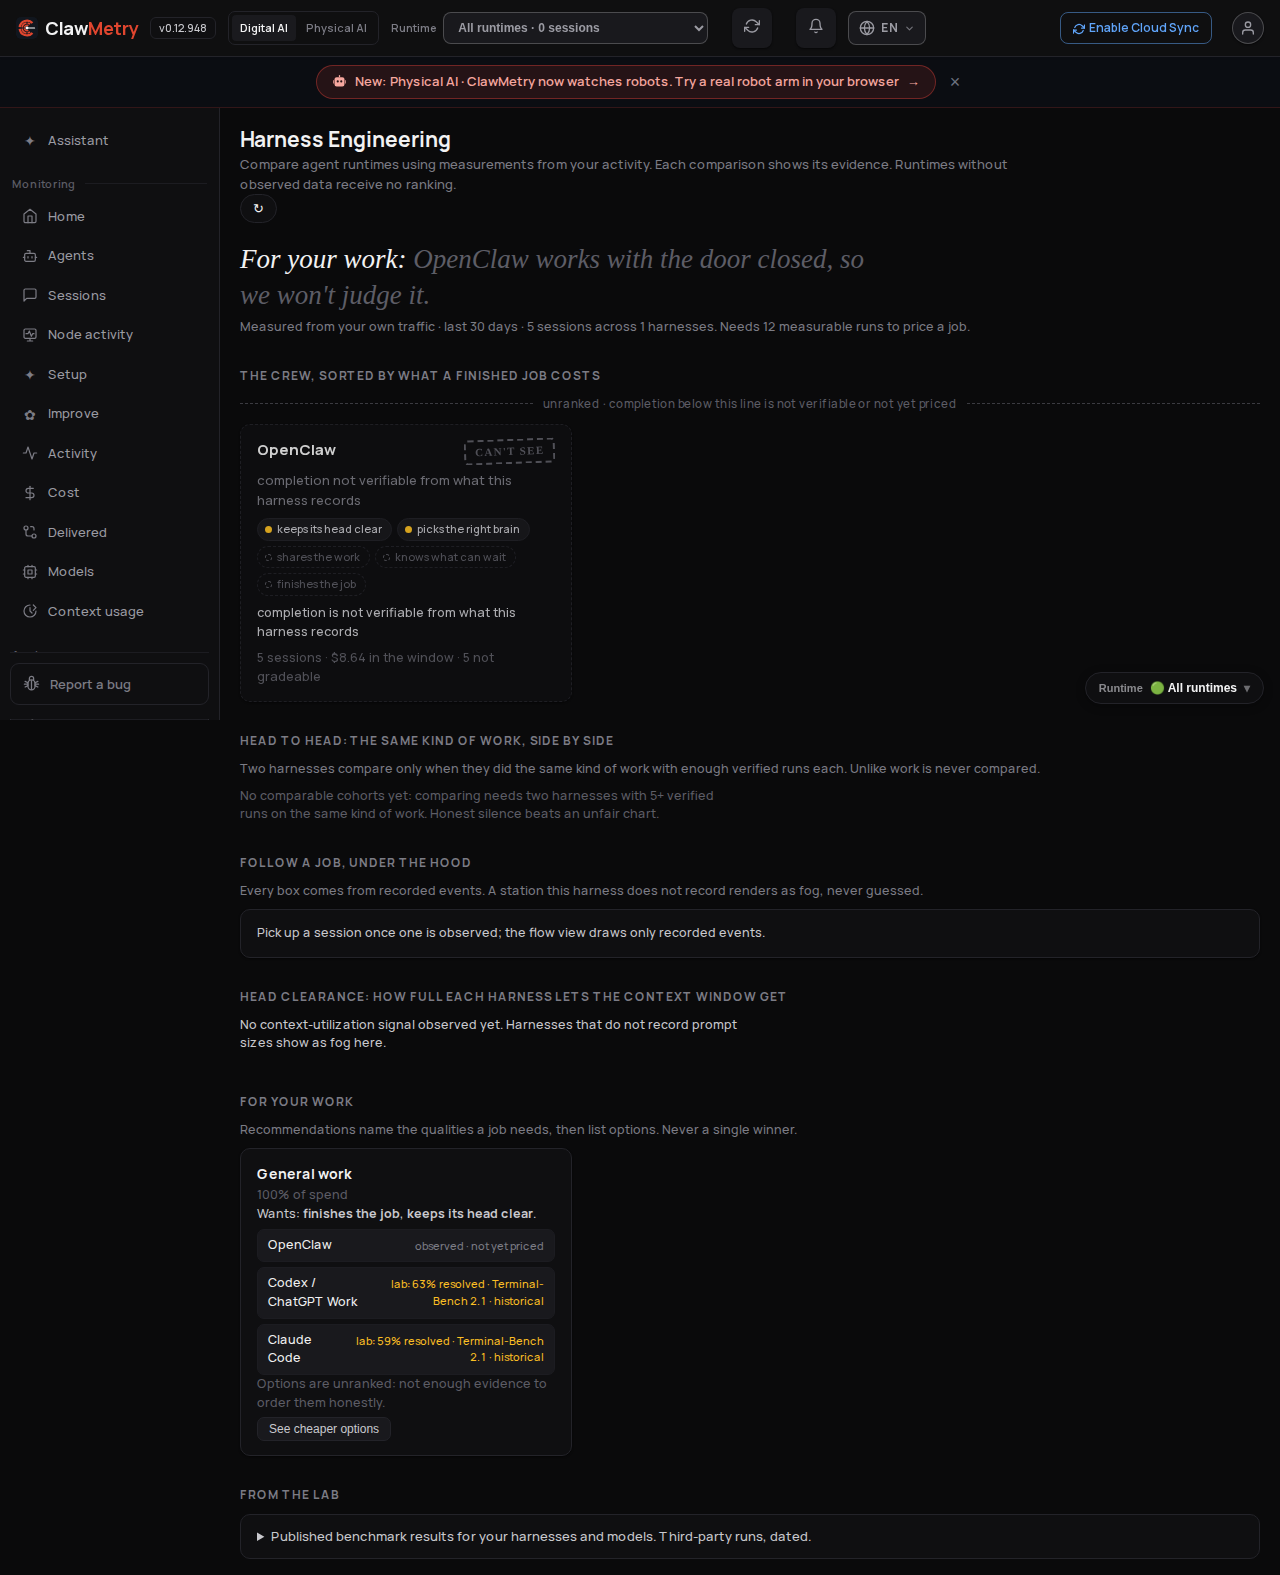 ClawMetry
v0.12.948
Digital AI
Physical AI
Runtime
All runtimes · 0 sessions
EN
Enable Cloud Sync
New: Physical AI · ClawMetry now watches robots. Try a real robot arm in your browser →
×
Assistant
Monitoring
Home
Agents
Sessions
Node activity
Setup
Improve
Activity
Cost
Delivered
Models
Context usage
Report a bug
Harness Engineering
Compare agent runtimes using measurements from your activity. Each comparison shows its evidence. Runtimes without
observed data receive no ranking.
↻
For your work: OpenClaw works with the door closed, so
we won't judge it.
Measured from your own traffic · last 30 days · 5 sessions across 1 harnesses. Needs 12 measurable runs to price a job.
THE CREW, SORTED BY WHAT A FINISHED JOB COSTS
unranked · completion below this line is not verifiable or not yet priced
OpenClaw
CAN'T SEE
completion not verifiable from what this
harness records
keeps its head clear
picks the right brain
shares the work
knows what can wait
finishes the job
completion is not verifiable from what this
harness records
5 sessions · $8.64 in the window · 5 not
gradeable
Runtime All runtimes ▾
HEAD TO HEAD: THE SAME KIND OF WORK, SIDE BY SIDE
Two harnesses compare only when they did the same kind of work with enough verified runs each. Unlike work is never compared.
No comparable cohorts yet: comparing needs two harnesses with 5+ verified
runs on the same kind of work. Honest silence beats an unfair chart.
FOLLOW A JOB, UNDER THE HOOD
Every box comes from recorded events. A station this harness does not record renders as fog, never guessed.
Pick up a session once one is observed; the flow view draws only recorded events.
HEAD CLEARANCE: HOW FULL EACH HARNESS LETS THE CONTEXT WINDOW GET
No context-utilization signal observed yet. Harnesses that do not record prompt
sizes show as fog here.
FOR YOUR WORK
Recommendations name the qualities a job needs, then list options. Never a single winner.
General work
100% of spend
Wants: finishes the job, keeps its head clear.
OpenClaw
observed · not yet priced
Codex /
ChatGPT Work
lab: 63% resolved · Terminal-
Bench 2.1 · historical
Claude
Code
lab: 59% resolved · Terminal-Bench
2.1 · historical
Options are unranked: not enough evidence to
order them honestly.
See cheaper options
FROM THE LAB
Published benchmark results for your harnesses and models. Third-party runs, dated.